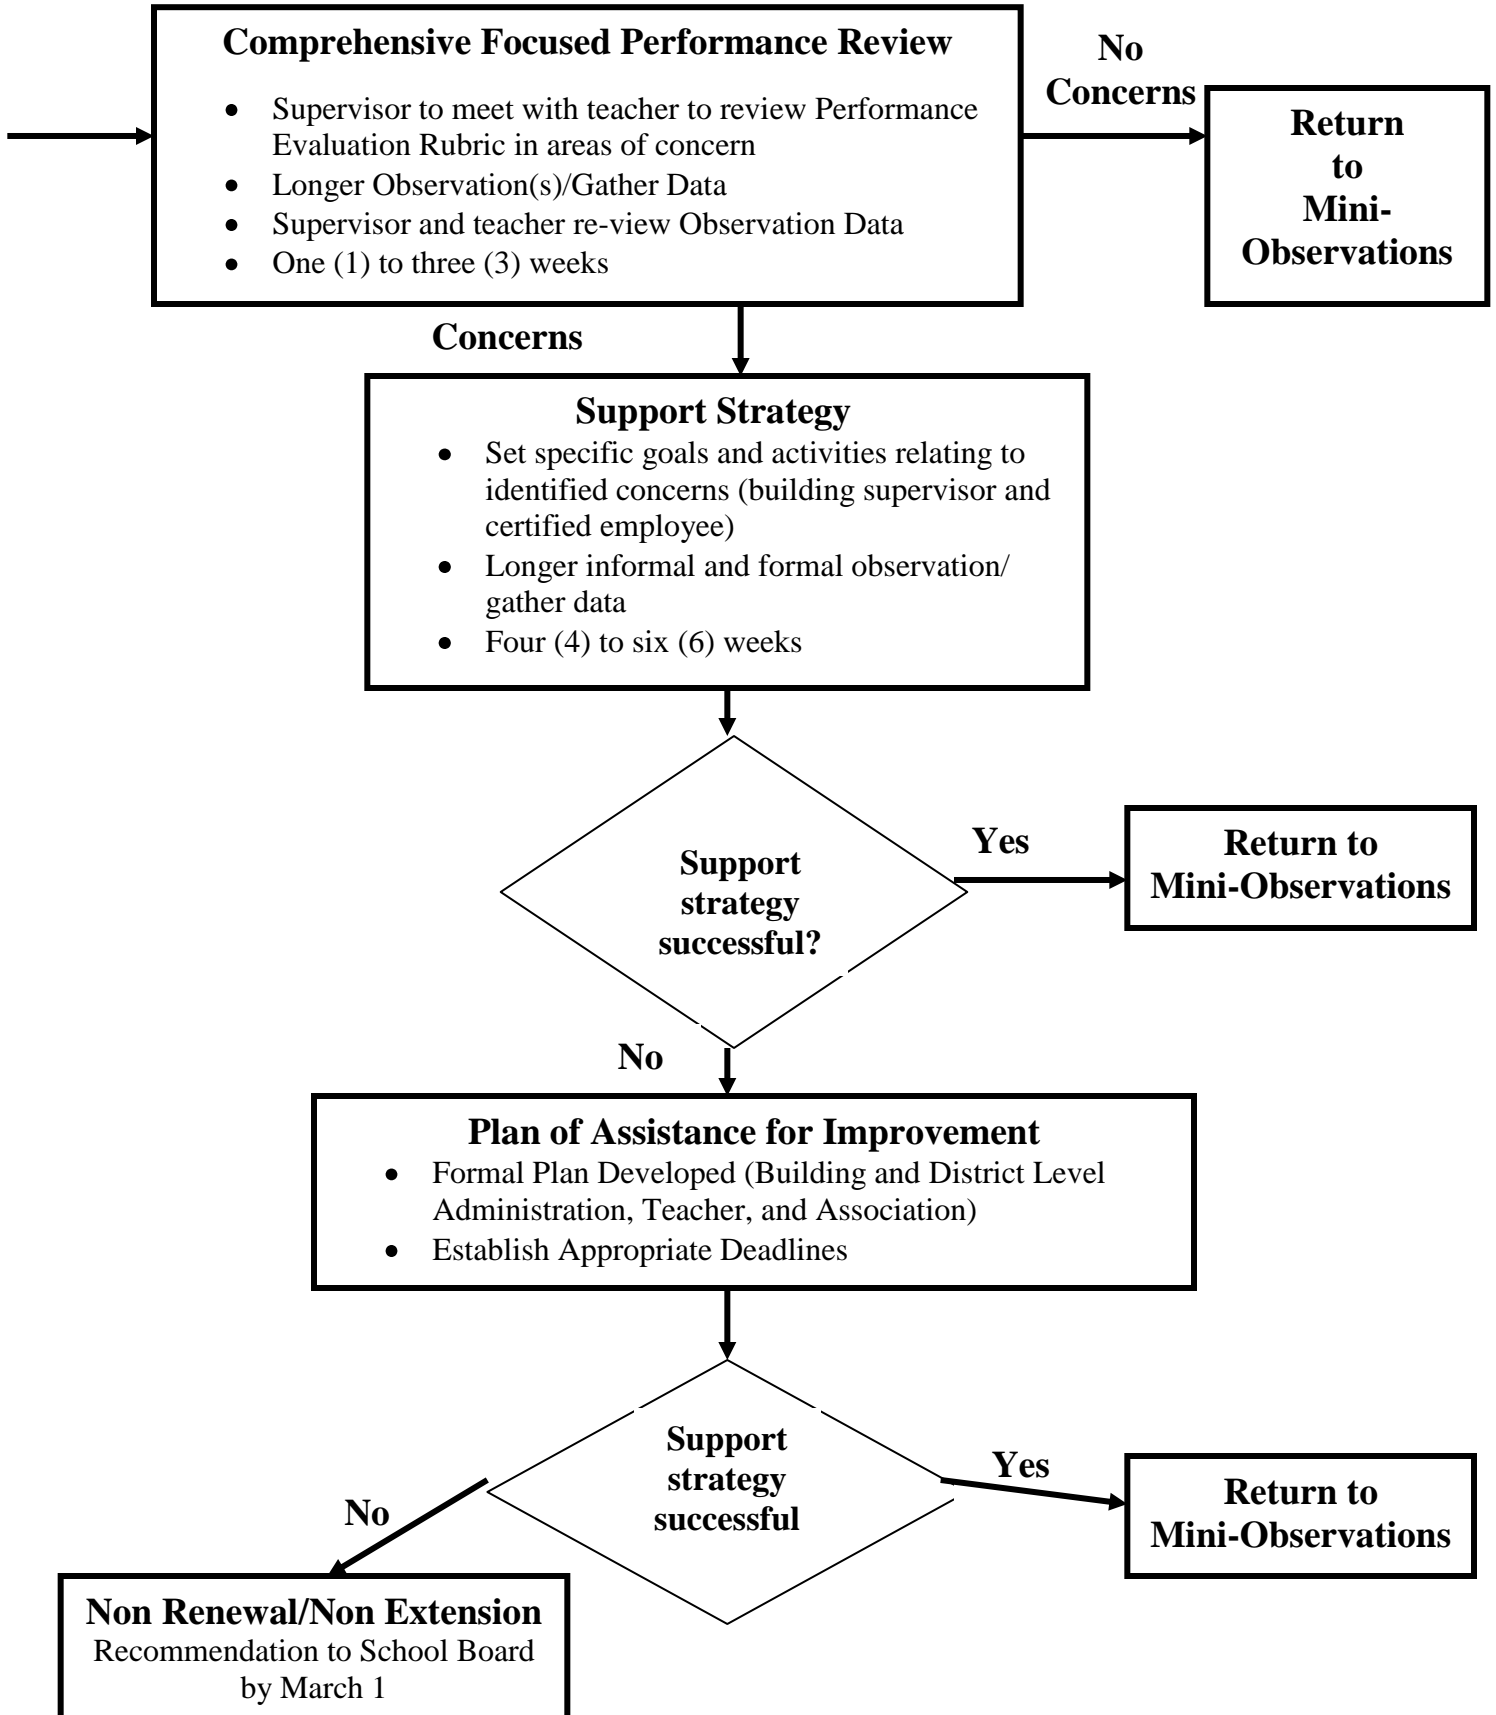 Comprehensive Focused Performance Review
• Supervisor to meet with teacher to review Performance
Evaluation Rubric in areas of concern
• Longer Observation(s)/Gather Data
• Supervisor and teacher re-view Observation Data
• One (1) to three (3) weeks
No
Concerns
Return
to
Mini-
Observations
Concerns
Support Strategy
• Set specific goals and activities relating to
identified concerns (building supervisor and
certified employee)
• Longer informal and formal observation/
gather data
• Four (4) to six (6) weeks
Support
strategy
successful?
Yes
Return to
Mini-Observations
No
Plan of Assistance for Improvement
• Formal Plan Developed (Building and District Level
Administration, Teacher, and Association)
• Establish Appropriate Deadlines
Support
strategy
successful
Yes
Return to
Mini-Observations
No
Non Renewal/Non Extension
Recommendation to School Board
by March 1